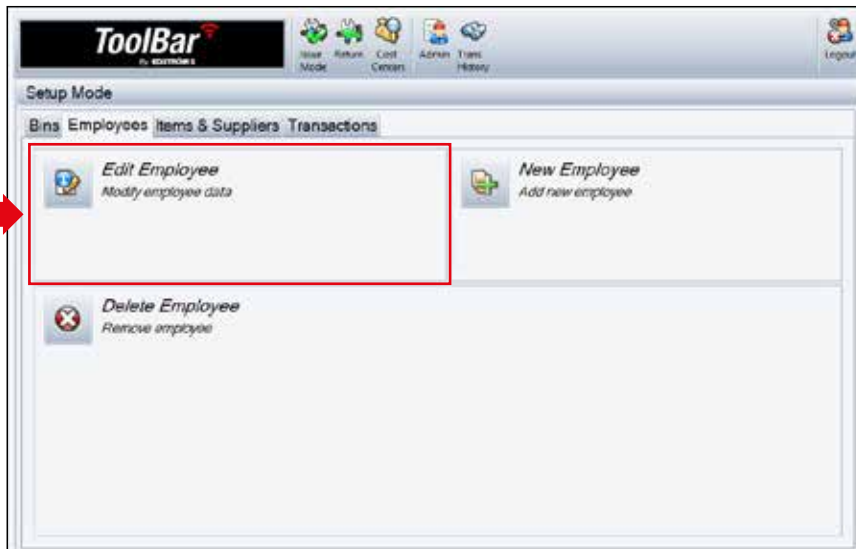 ToolBar
Issue Mode
Return
Cost Centers
Admin
Trans History
Logout
Setup Mode
Bins Employees Items & Suppliers Transactions
Edit Employee
Modify employee data
New Employee
Add new employee
Delete Employee
Remove employee